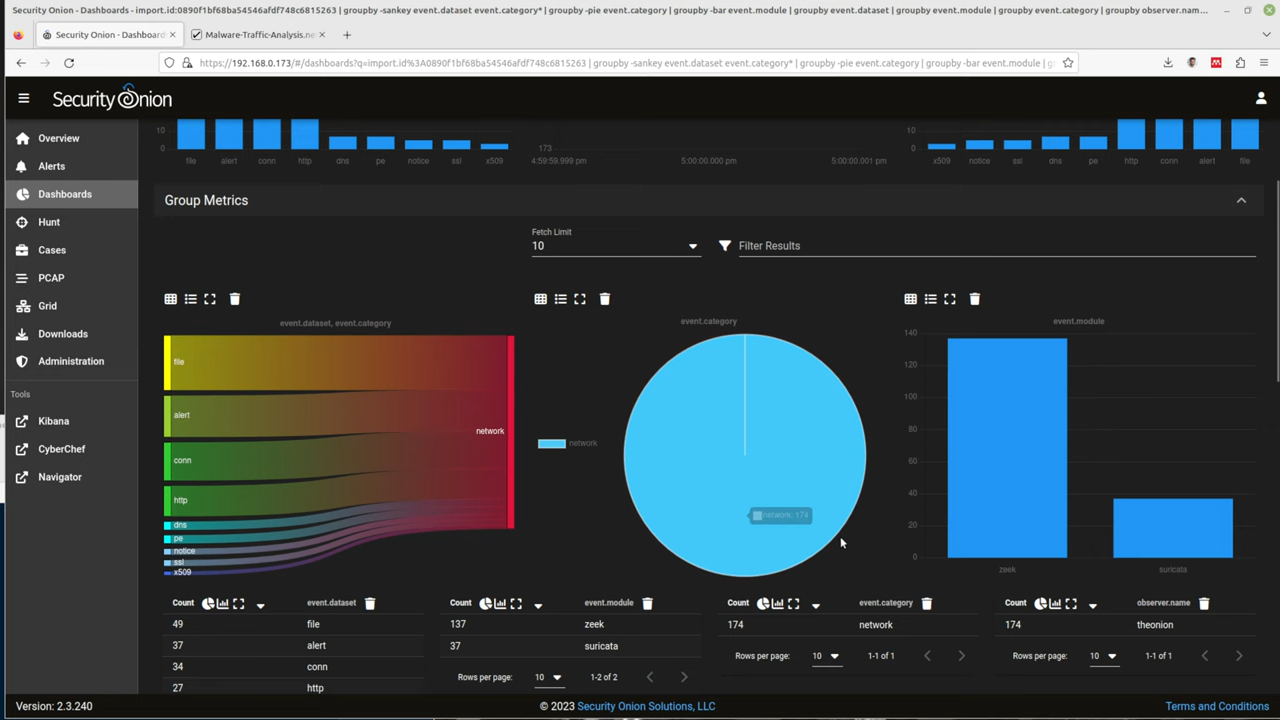 Security Onion - Dashboards - import.id:0890f1bf68ba54546afdf748c6815263 | groupby -sankey event.dataset event.category* | groupby -pie event.category | groupby -bar event.module | groupby event.dataset | groupby event.module | groupby event.category | groupby observer.nam…
Security Onion - Dashboard
Malware-Traffic-Analysis.ne
https://192.168.0.173/#/dashboards?q=import.id%3A0890f1bf68ba54546afdf748c6815263 | groupby -sankey event.dataset event.category* | groupby -pie event.category | groupby -bar event.module | g
Security Onion
Overview
Alerts
Dashboards
Hunt
Cases
PCAP
Grid
Downloads
Administration
Tools
Kibana
CyberChef
Navigator
10
0
file alert conn http dns pe notice ssl x509
173
4:59:59.999 pm 5:00:00.000 pm 5:00:00.001 pm
10
0
x509 notice ssl dns pe http conn alert file
Group Metrics
Fetch Limit
10
Filter Results
event.dataset, event.category
file
alert
conn
http
dns
pe
notice
ssl
x509
network
event.category
network
network: 174
event.module
140
120
100
80
60
40
20
0
zeek suricata
Count event.dataset
49 file
37 alert
34 conn
27 http
Count event.module
137 zeek
37 suricata
Rows per page: 10 1-2 of 2
Count event.category
174 network
Rows per page: 10 1-1 of 1
Count observer.name
174 theonion
Rows per page: 10 1-1 of 1
Version: 2.3.240
© 2023 Security Onion Solutions, LLC
Terms and Conditions